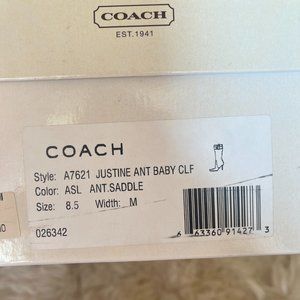 COACH
EST.1941
COACH
Style: A7621 JUSTINE ANT BABY CLF
Color: ASL ANT.SADDLE
Size: 8.5 Width: M
026342
6 63360 91427 3